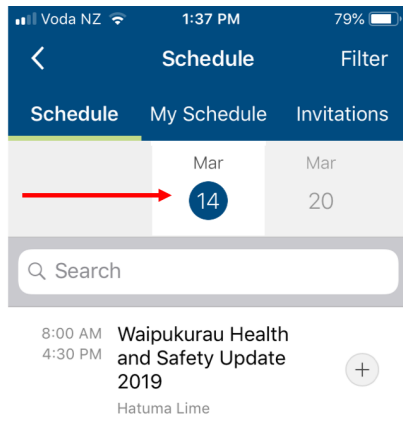 Voda NZ 1:37 PM 79%
Schedule Filter
Schedule My Schedule Invitations
Mar Mar
14 20
Search
8:00 AM Waipukurau Health
4:30 PM and Safety Update
2019
Hatuma Lime